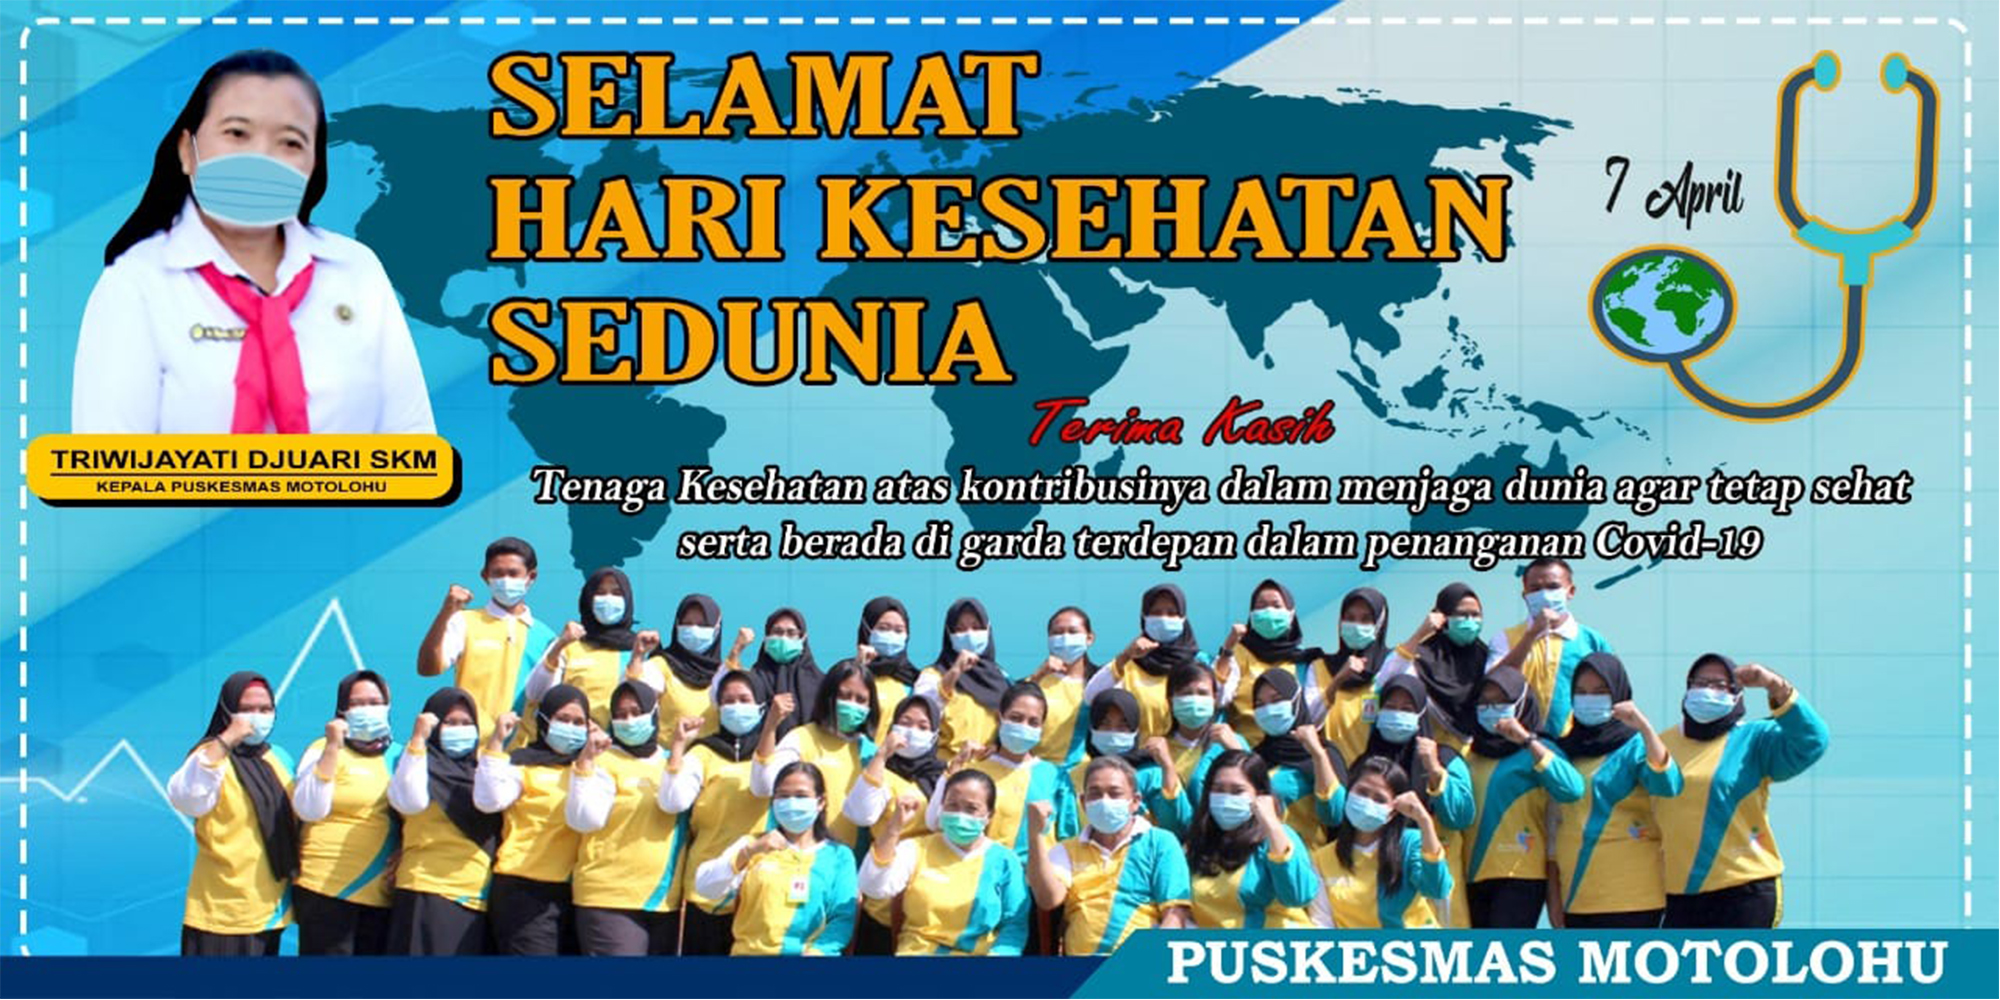 SELAMAT
HARI KESEHATAN
SEDUNIA
7 April
Terima Kasih
Tenaga Kesehatan atas kontribusinya dalam menjaga dunia agar tetap sehat
serta berada di garda terdepan dalam penanganan Covid-19
TRIWIJAYATI DJUARI SKM
KEPALA PUSKESMAS MOTOLOHU
PUSKESMAS MOTOLOHU